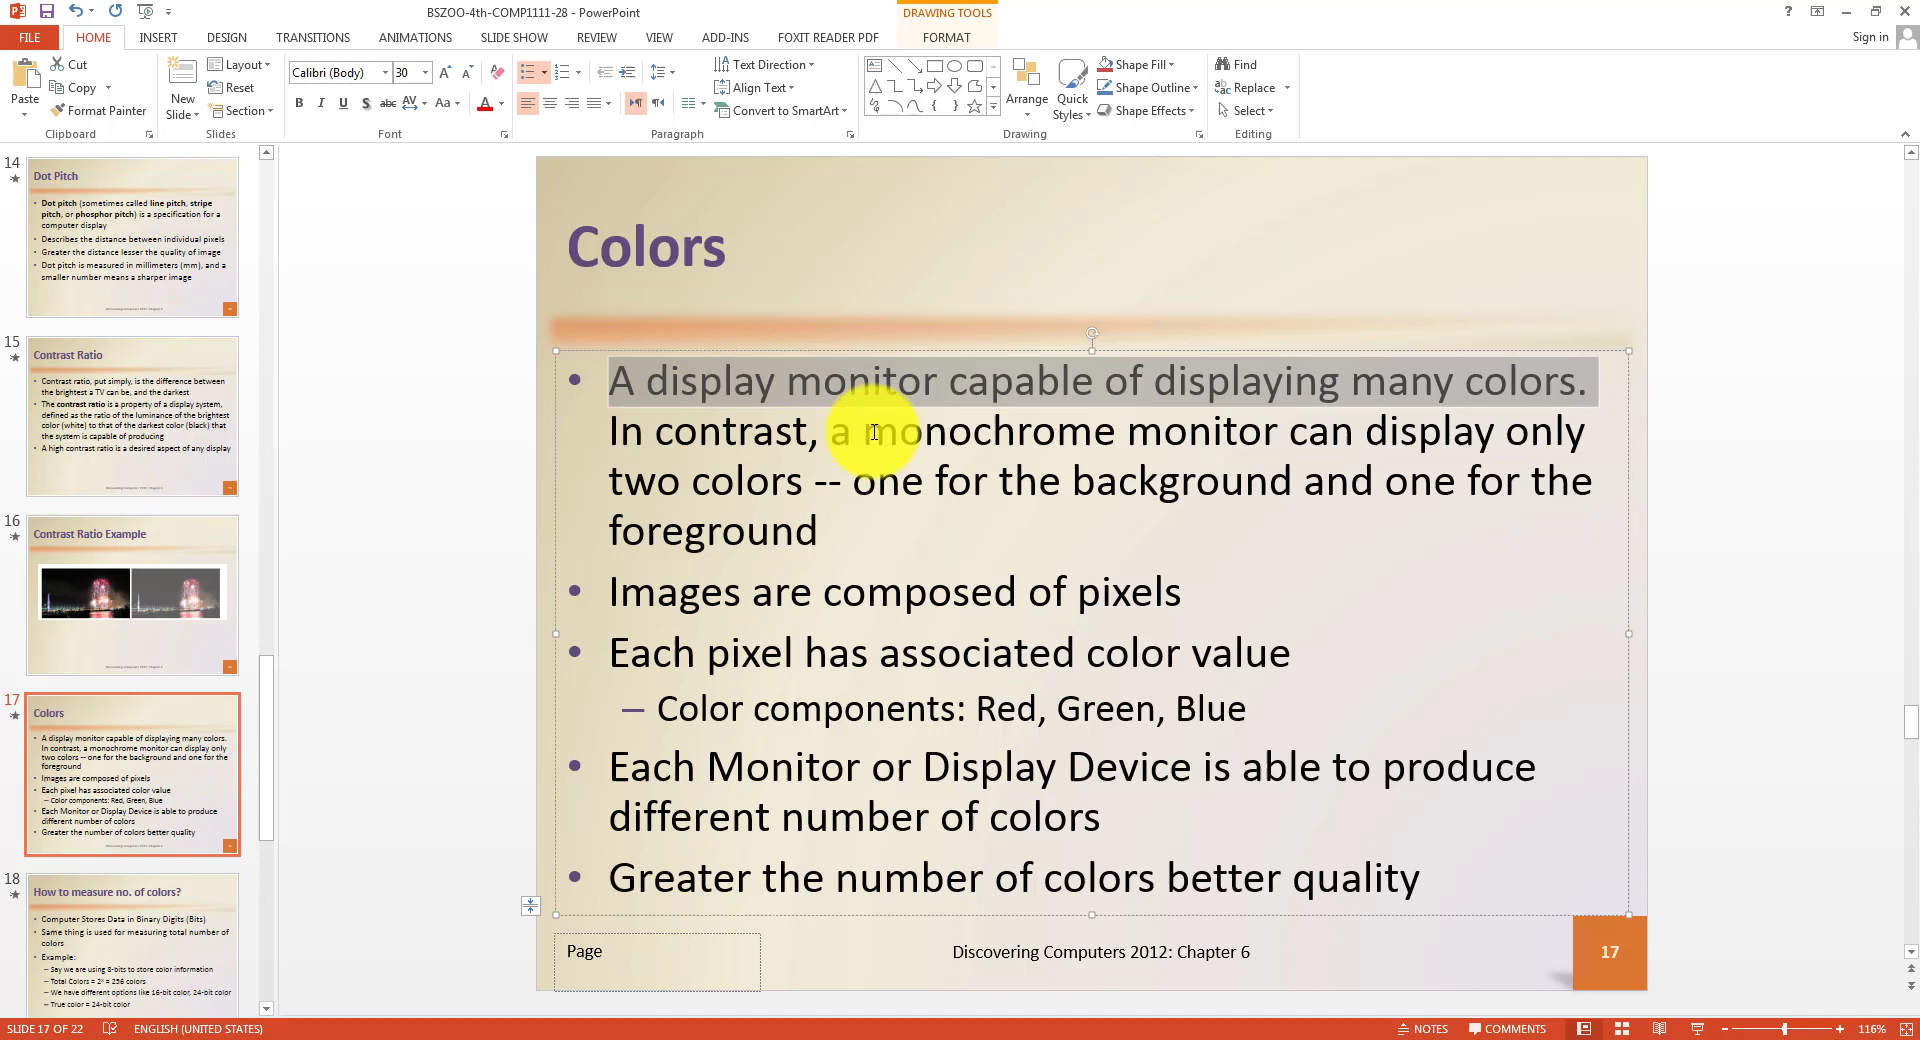 BSZOO-4th-COMP1111-28 - PowerPoint
DRAWING TOOLS
FILE
HOME
INSERT
DESIGN
TRANSITIONS
ANIMATIONS
SLIDE SHOW
REVIEW
VIEW
ADD-INS
FOXIT READER PDF
FORMAT
Sign in
Paste
Cut
Copy
Format Painter
Clipboard
New Slide
Layout
Reset
Section
Slides
Calibri (Body)
30
Font
Text Direction
Align Text
Convert to SmartArt
Paragraph
Arrange
Quick Styles
Shape Fill
Shape Outline
Shape Effects
Drawing
Find
Replace
Select
Editing
14
Dot Pitch
• Dot pitch (sometimes called line pitch, stripe
pitch, or phosphor pitch) is a specification for a
computer display
• Describes the distance between individual pixels
• Greater the distance lesser the quality of image
• Dot pitch is measured in millimeters (mm), and a
smaller number means a sharper image
15
Contrast Ratio
• Contrast ratio, put simply, is the difference between
the brightest a TV can be, and the darkest
• The contrast ratio is a property of a display system,
defined as the ratio of the luminance of the brightest
color (white) to that of the darkest color (black) that
the system is capable of producing
• A high contrast ratio is a desired aspect of any display
16
Contrast Ratio Example
17
Colors
• A display monitor capable of displaying many colors.
In contrast, a monochrome monitor can display only
two colors -- one for the background and one for the
foreground
• Images are composed of pixels
• Each pixel has associated color value
– Color components: Red, Green, Blue
• Each Monitor or Display Device is able to produce
different number of colors
• Greater the number of colors better quality
18
How to measure no. of colors?
• Computer Stores Data in Binary Digits (Bits)
• Same thing is used for measuring total number of
colors
• Example:
– Say we are using 8-bits to store color information
– Total Colors = 2⁸ = 256 colors
– We have different options like 16-bit color, 24-bit color
– True color = 24-bit color
Colors
• A display monitor capable of displaying many colors.
In contrast, a monochrome monitor can display only
two colors -- one for the background and one for the
foreground
• Images are composed of pixels
• Each pixel has associated color value
– Color components: Red, Green, Blue
• Each Monitor or Display Device is able to produce
different number of colors
• Greater the number of colors better quality
Page
Discovering Computers 2012: Chapter 6
17
SLIDE 17 OF 22
ENGLISH (UNITED STATES)
NOTES
COMMENTS
116%